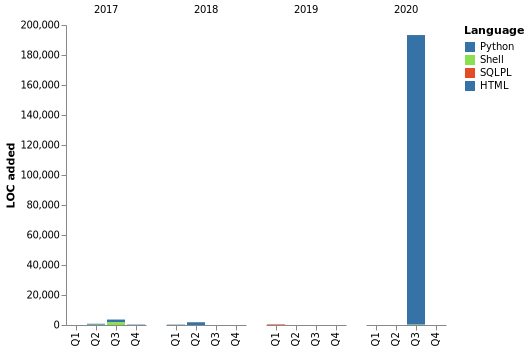 2017 2018 2019 2020
LOC added
200,000
180,000
160,000
140,000
120,000
100,000
80,000
60,000
40,000
20,000
0
Q1 Q2 Q3 Q4 Q1 Q2 Q3 Q4 Q1 Q2 Q3 Q4 Q1 Q2 Q3 Q4
Language
Python
Shell
SQLPL
HTML